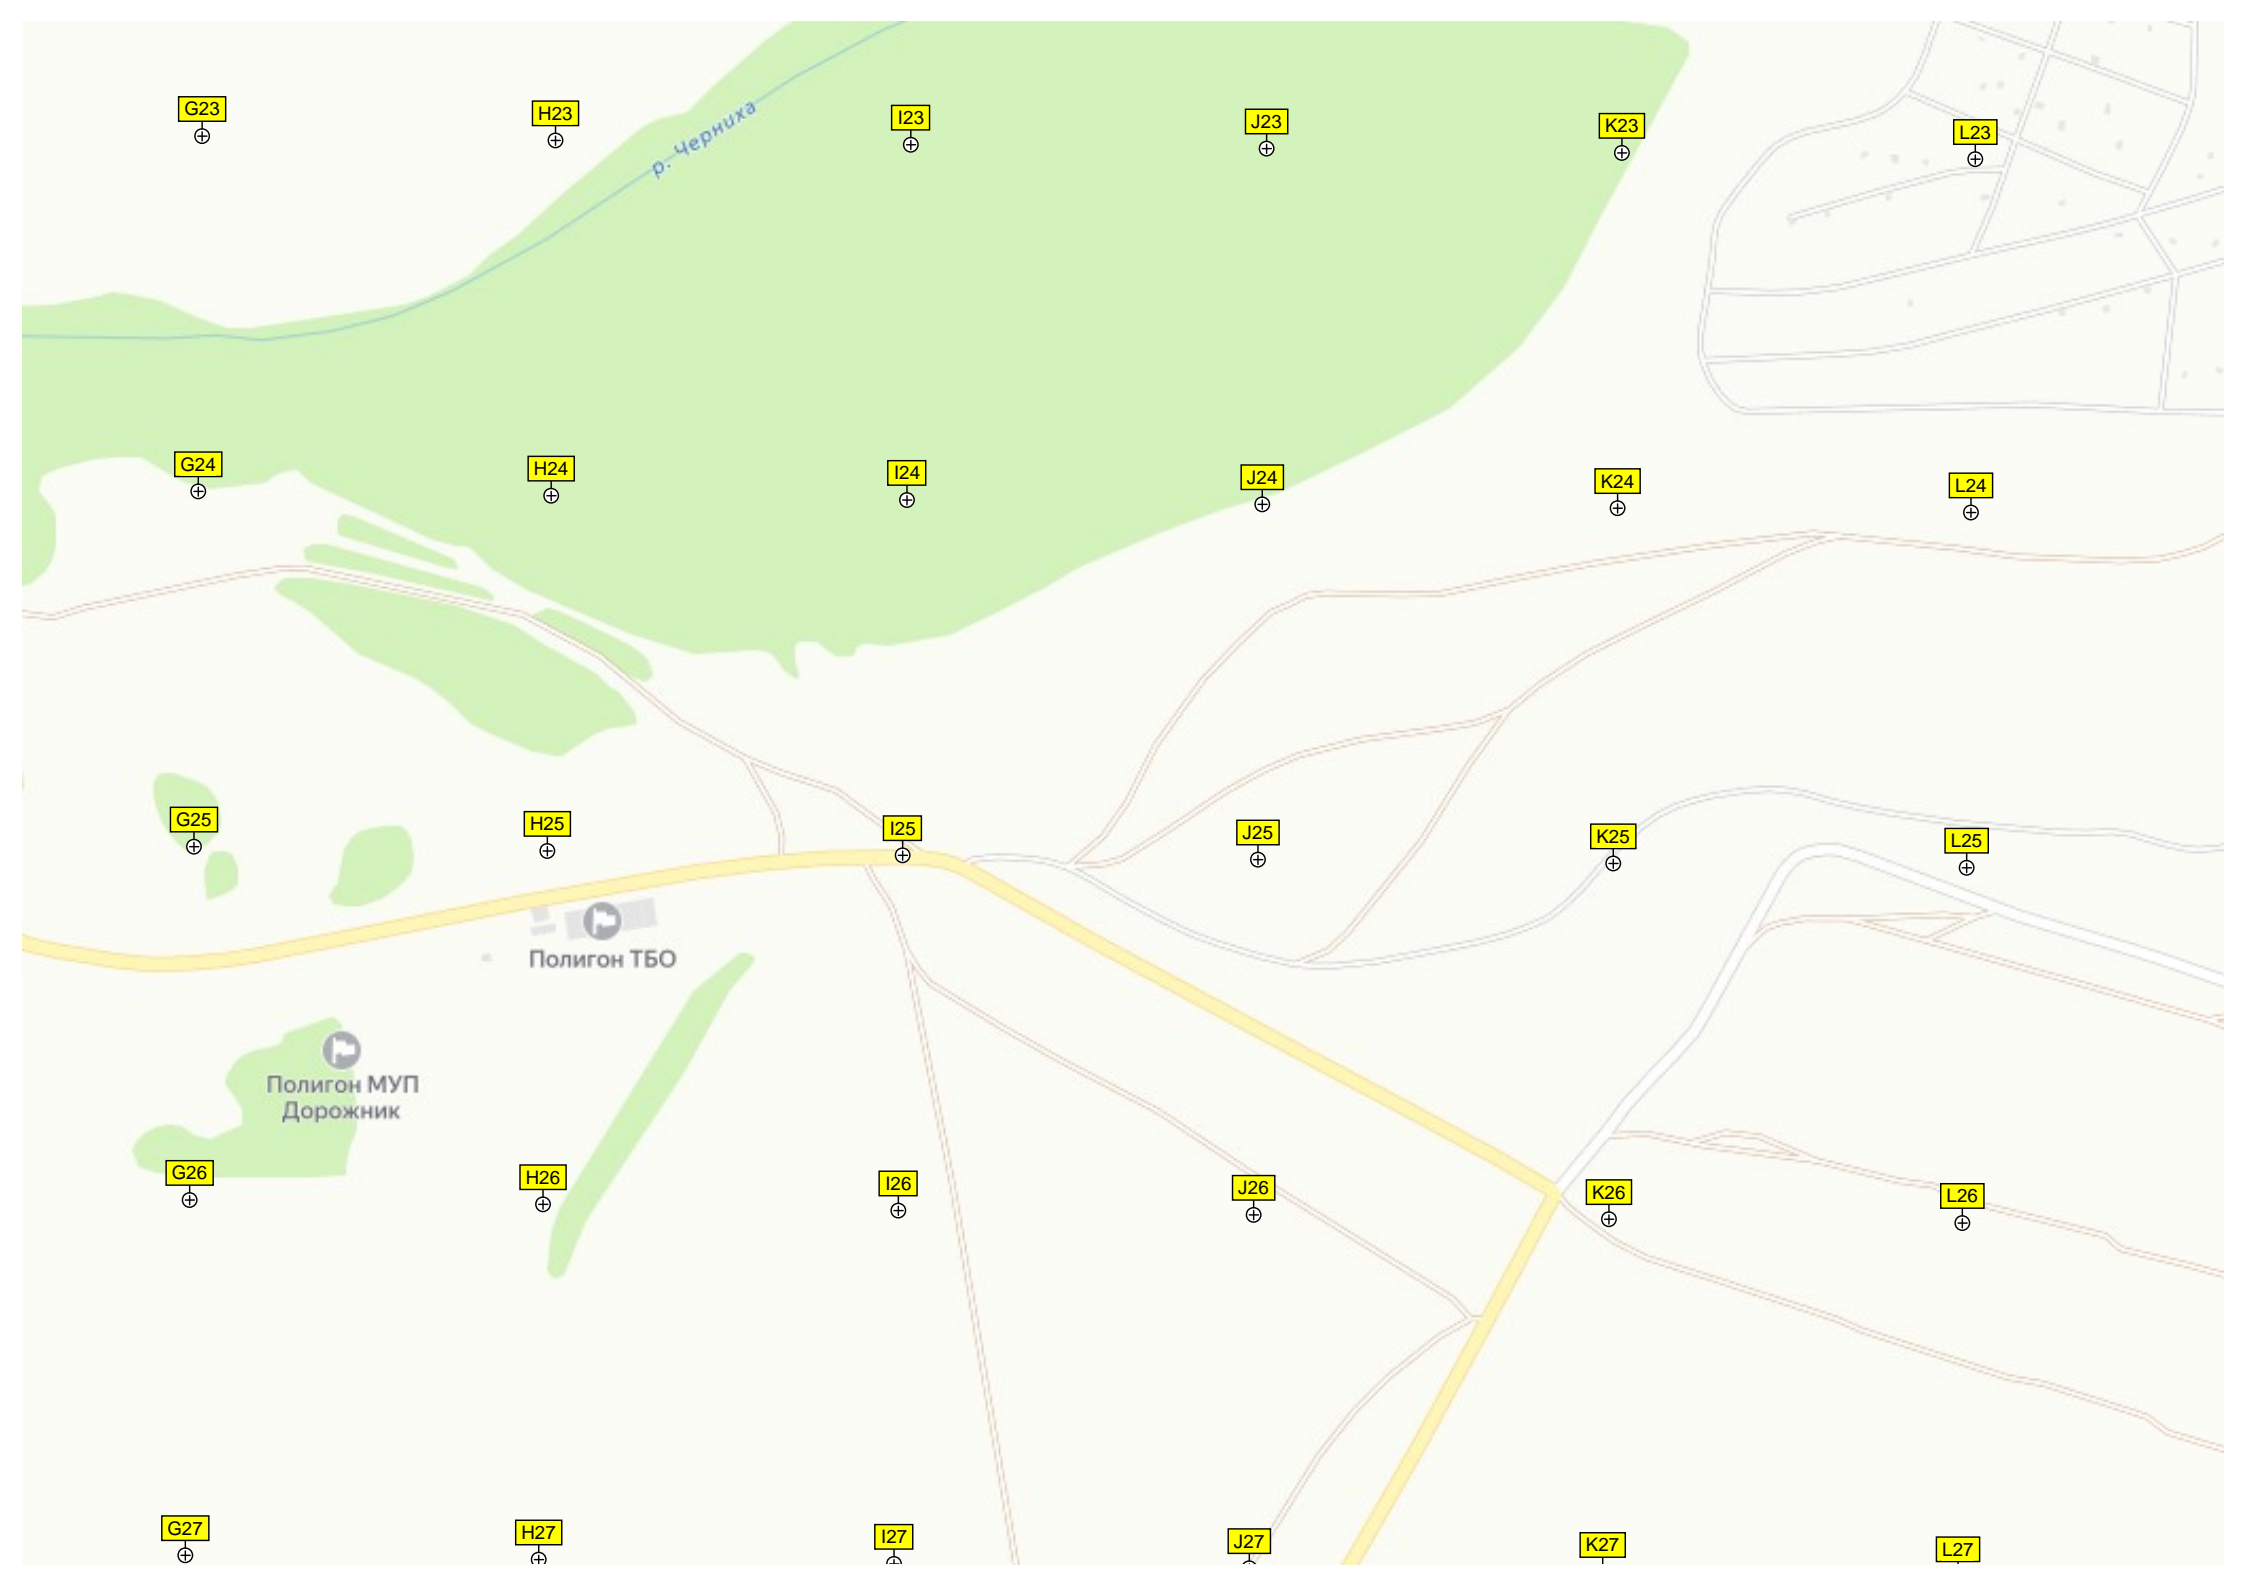 G23
H23
I23
J23
K23
L23
р. Черниха
G24
H24
I24
J24
K24
L24
G25
H25
I25
J25
K25
L25
Полигон ТБО
Полигон МУП
Дорожник
G26
H26
I26
J26
K26
L26
G27
H27
I27
J27
K27
L27